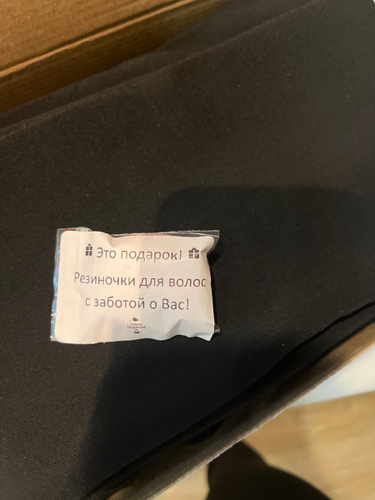 Это подарок!
Резиночки для волос
с заботой о Вас!